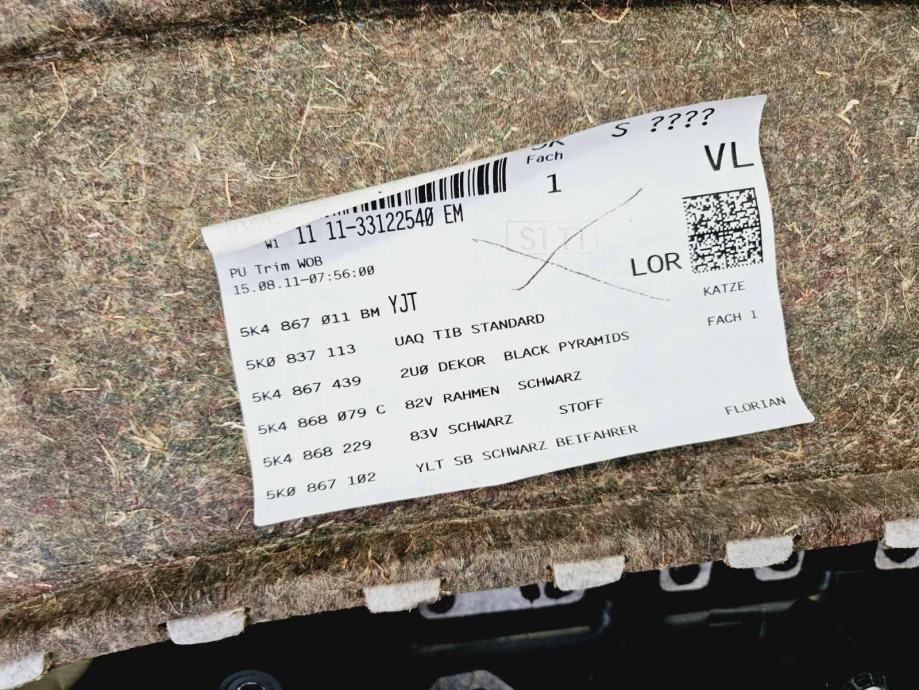 S ????
Fach
VL
1
W1 11 11-33122540 EM
PU Trim WOB
15.08.11-07:56:00
LOR
KATZE
5K4 867 011 BM YJT
FACH 1
5K0 837 113 UAQ TIB STANDARD
5K4 867 439 2U0 DEKOR BLACK PYRAMIDS
5K4 868 079 C 82V RAHMEN SCHWARZ
5K4 868 229 83V SCHWARZ STOFF
FLORIAN
5K0 867 102 YLT SB SCHWARZ BEIFAHRER